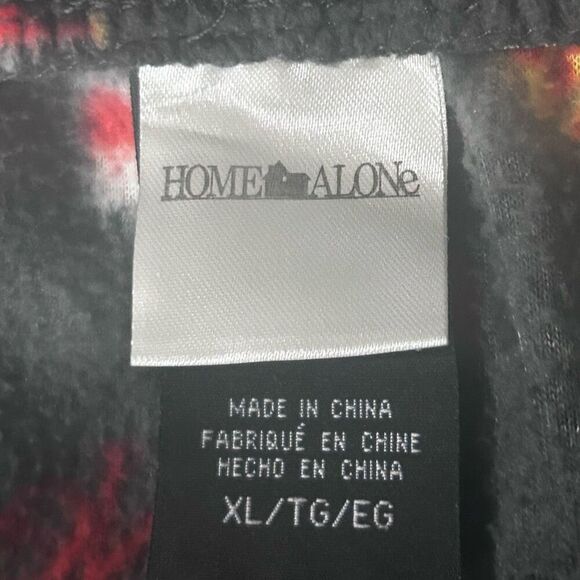 HOME ALONe
MADE IN CHINA
FABRIQUÉ EN CHINE
HECHO EN CHINA
XL/TG/EG